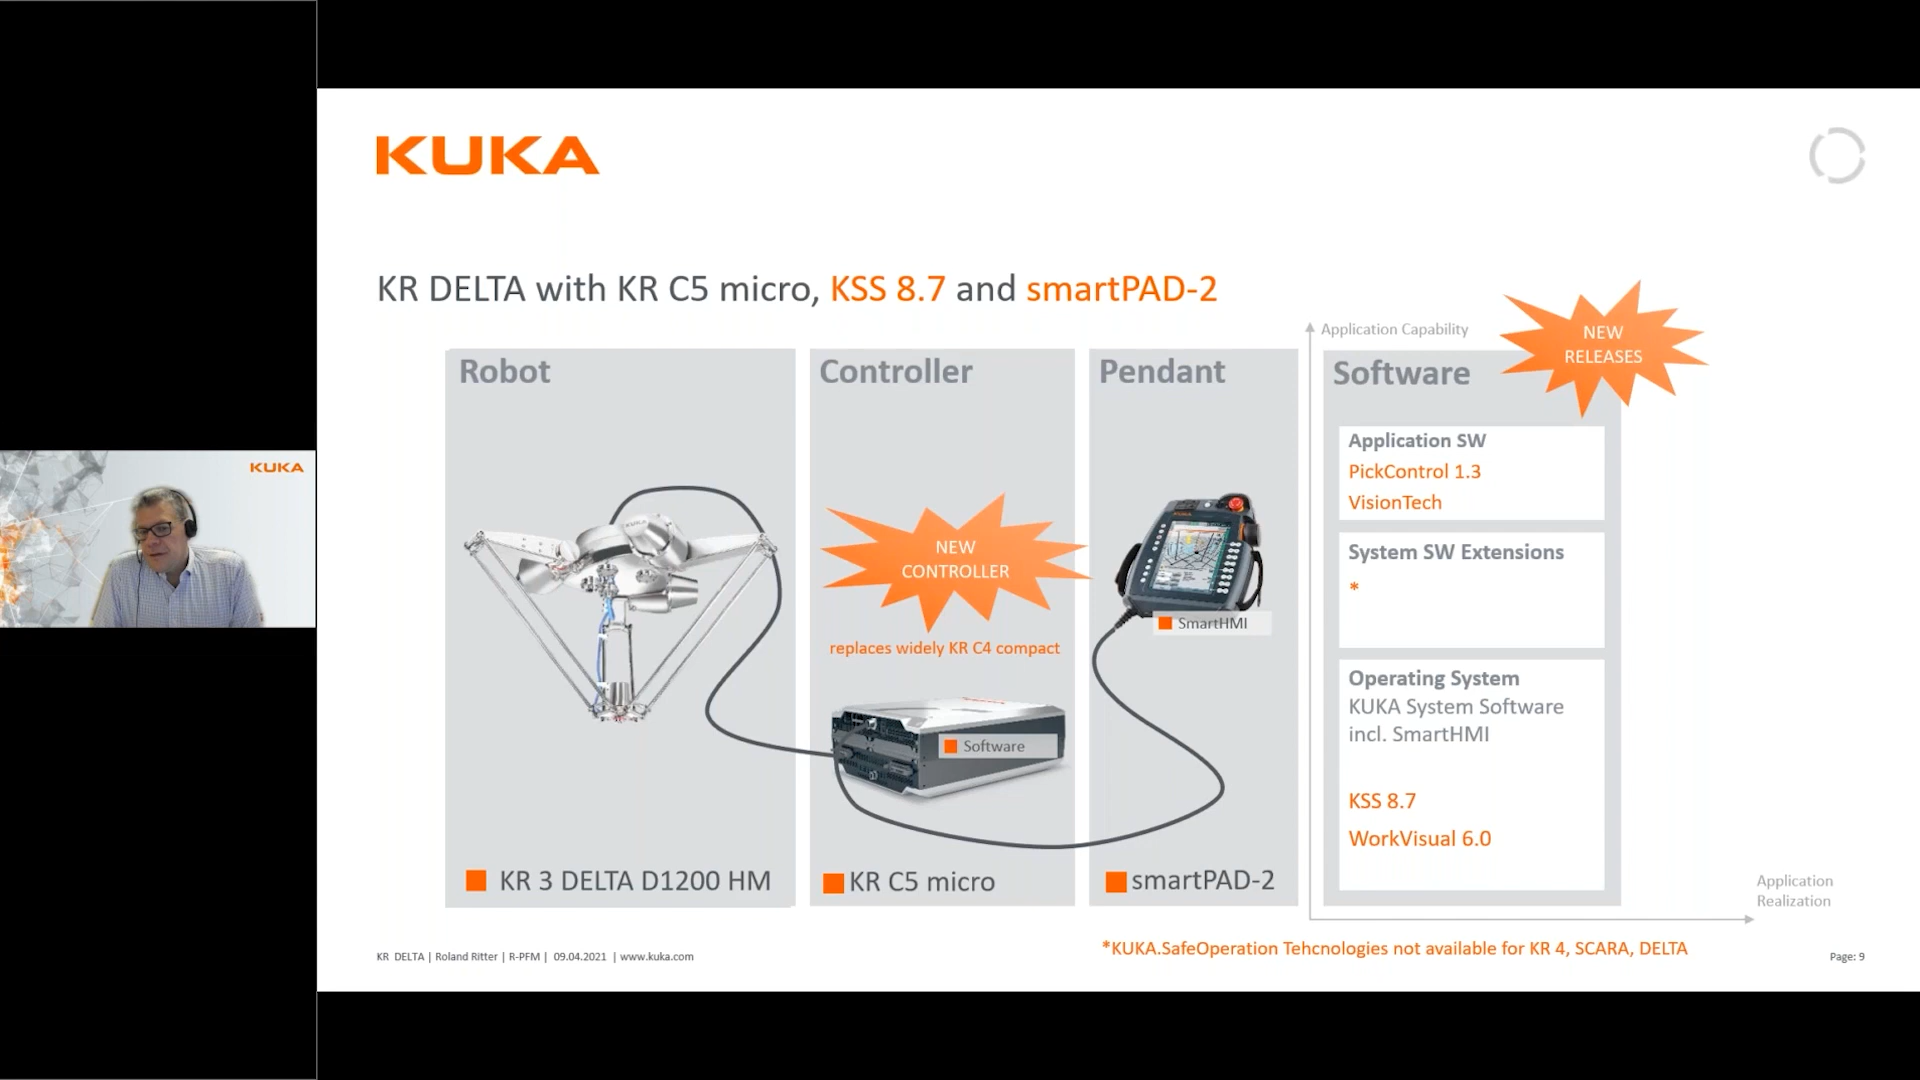 KUKA
KUKA
KR DELTA with KR C5 micro, KSS 8.7 and smartPAD-2
Robot
KR 3 DELTA D1200 HM
Controller
NEW
CONTROLLER
replaces widely KR C4 compact
Software
KR C5 micro
Pendant
SmartHMI
smartPAD-2
Application Capability
NEW
RELEASES
Software
Application SW
PickControl 1.3
VisionTech
System SW Extensions
*
Operating System
KUKA System Software
incl. SmartHMI
KSS 8.7
WorkVisual 6.0
Application
Realization
*KUKA.SafeOperation Tehcnologies not available for KR 4, SCARA, DELTA
KR DELTA | Roland Ritter | R-PFM | 09.04.2021 | www.kuka.com
Page: 9